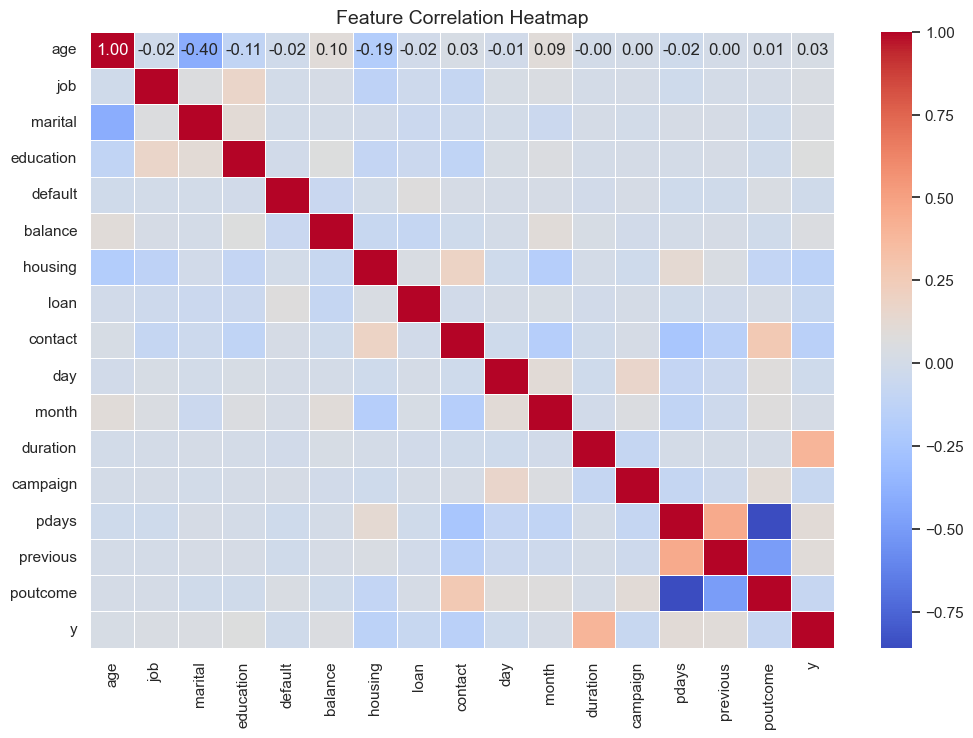 Feature Correlation Heatmap
age 1.00 -0.02 -0.40 -0.11 -0.02 0.10 -0.19 -0.02 0.03 -0.01 0.09 -0.00 0.00 -0.02 0.00 0.01 0.03
job
marital
education
default
balance
housing
loan
contact
day
month
duration
campaign
pdays
previous
poutcome
y
age job marital education default balance housing loan contact day month duration campaign pdays previous poutcome y
1.00
0.75
0.50
0.25
0.00
−0.25
−0.50
−0.75